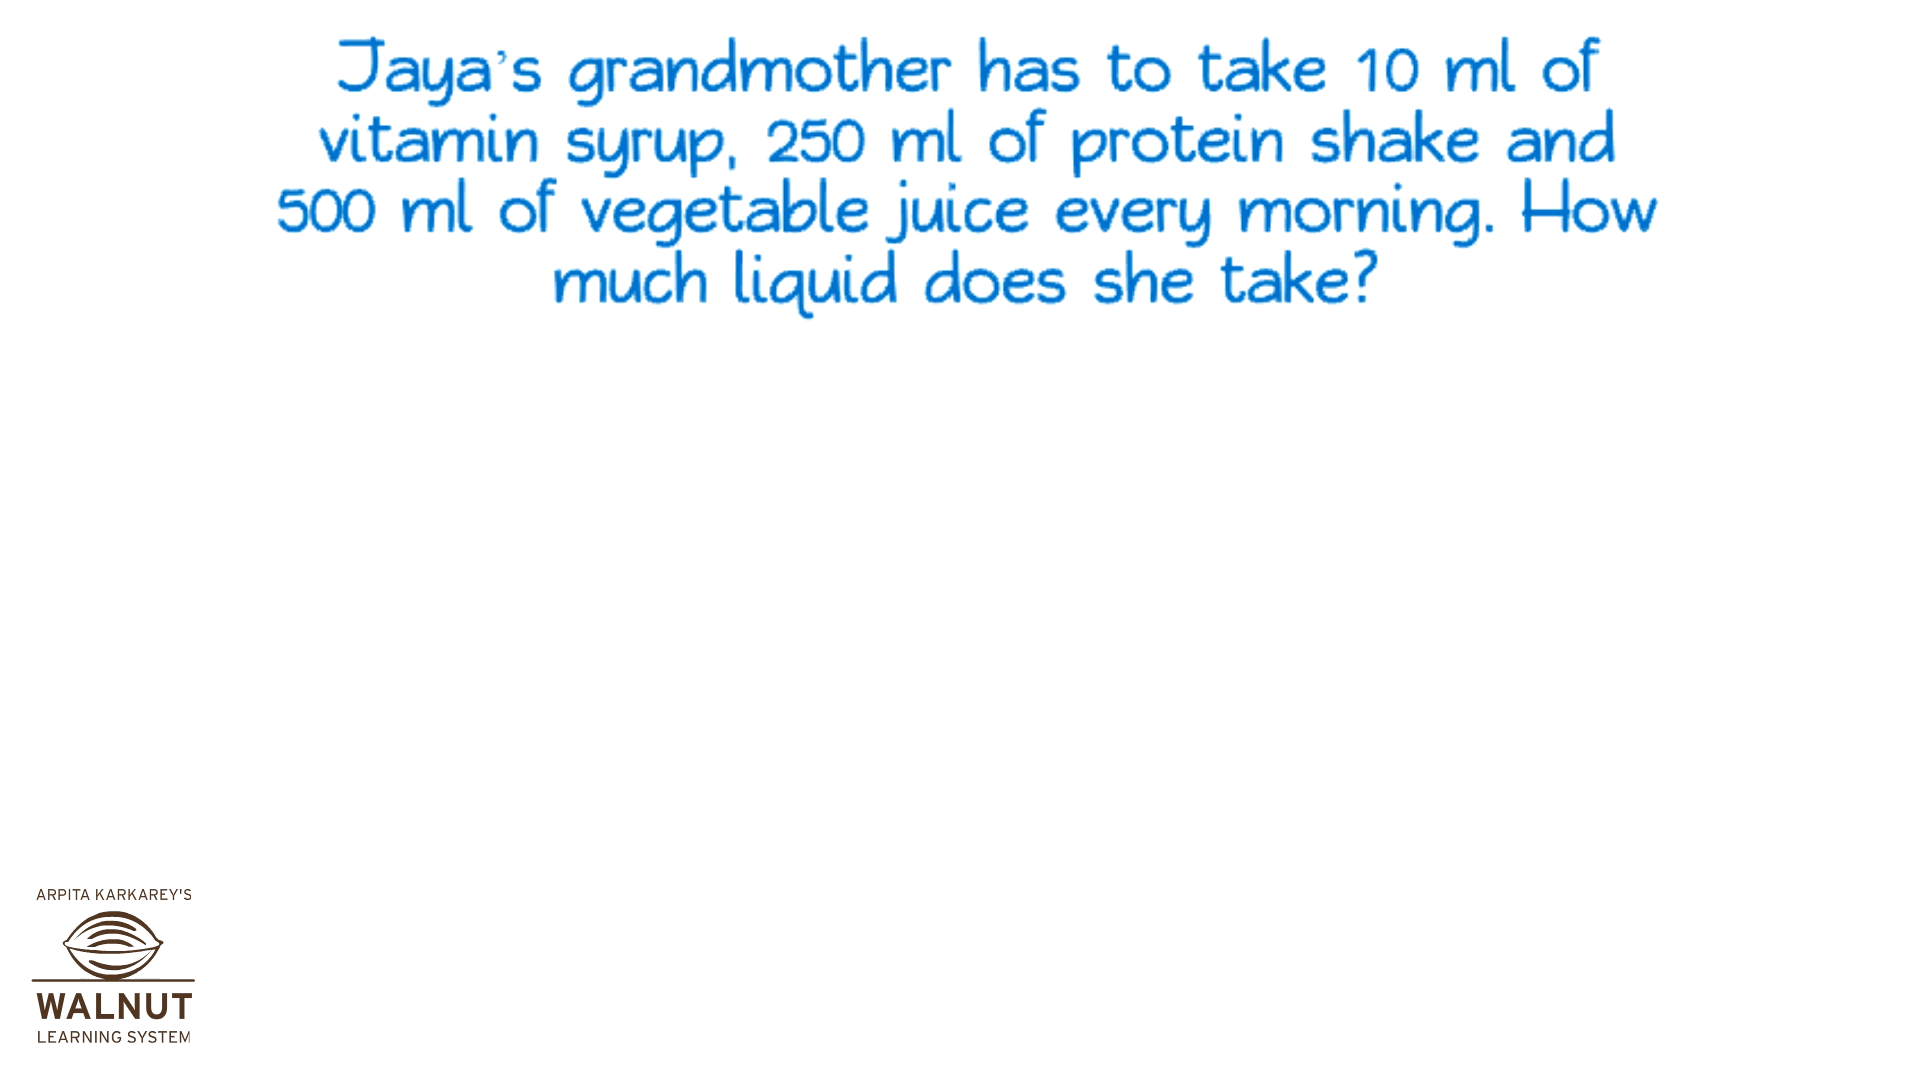 Jaya's grandmother has to take 10 ml of
vitamin syrup, 250 ml of protein shake and
500 ml of vegetable juice every morning. How
much liquid does she take?
ARPITA KARKAREY'S
WALNUT
LEARNING SYSTEM